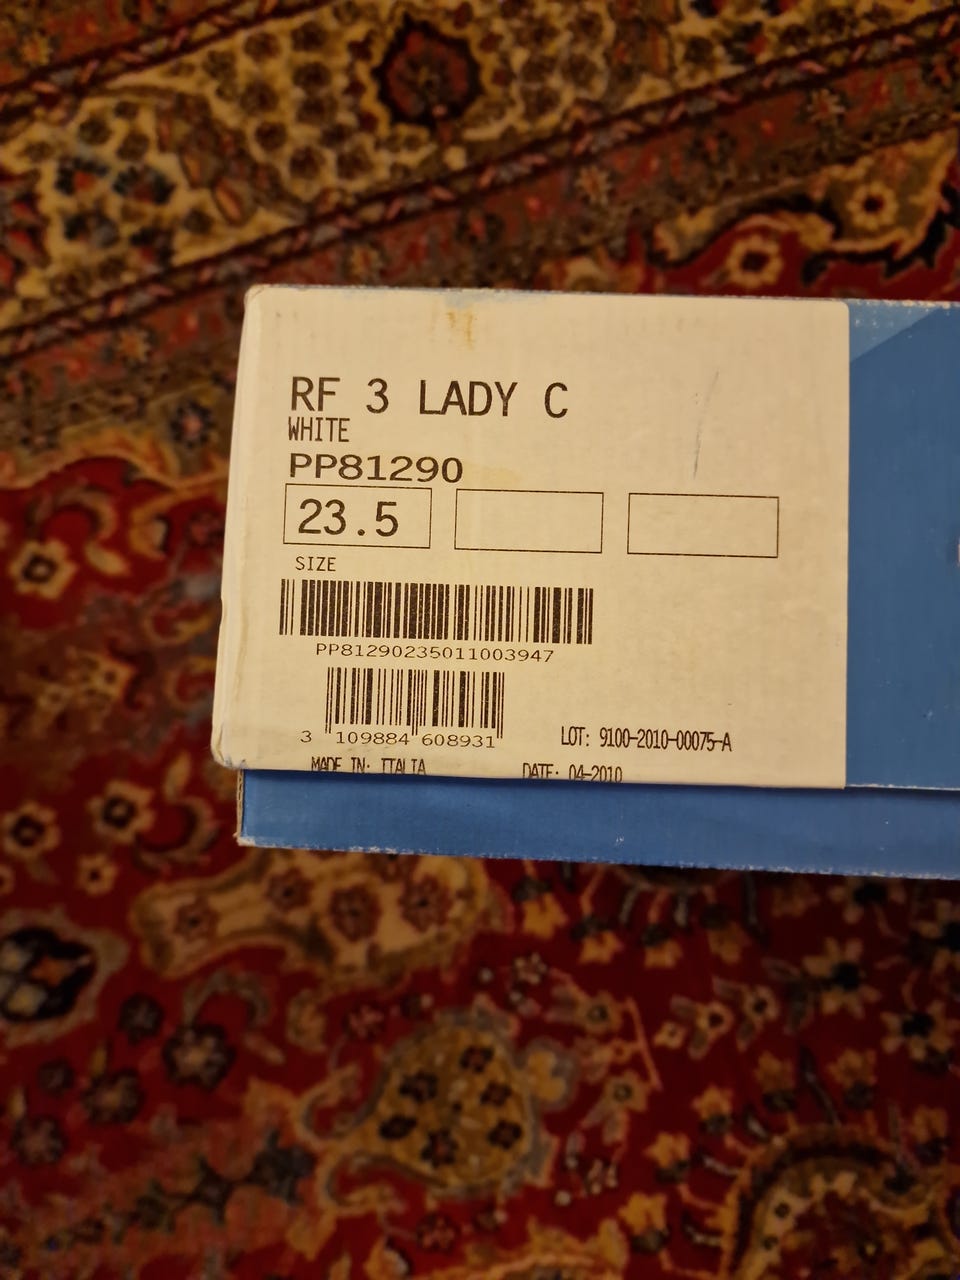 RF 3 LADY C
WHITE
PP81290
23.5
SIZE
PP81290235011003947
3 109884 608931
LOT: 9100-2010-00075-A
MADE IN: ITALIA DATE: 04-2010